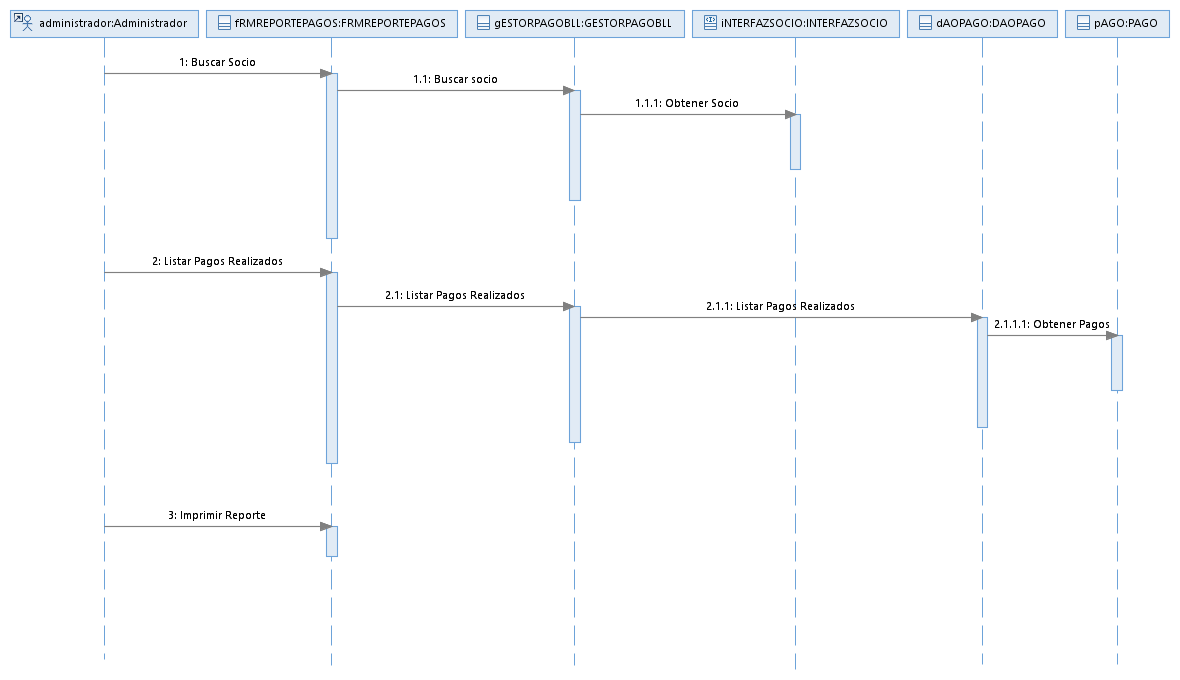 administrador:Administrador
fRMREPORTEPAGOS:FRMREPORTEPAGOS
gESTORPAGOBLL:GESTORPAGOBLL
iNTERFAZSOCIO:INTERFAZSOCIO
dAOPAGO:DAOPAGO
pAGO:PAGO
1: Buscar Socio
1.1: Buscar socio
1.1.1: Obtener Socio
2: Listar Pagos Realizados
2.1: Listar Pagos Realizados
2.1.1: Listar Pagos Realizados
2.1.1.1: Obtener Pagos
3: Imprimir Reporte